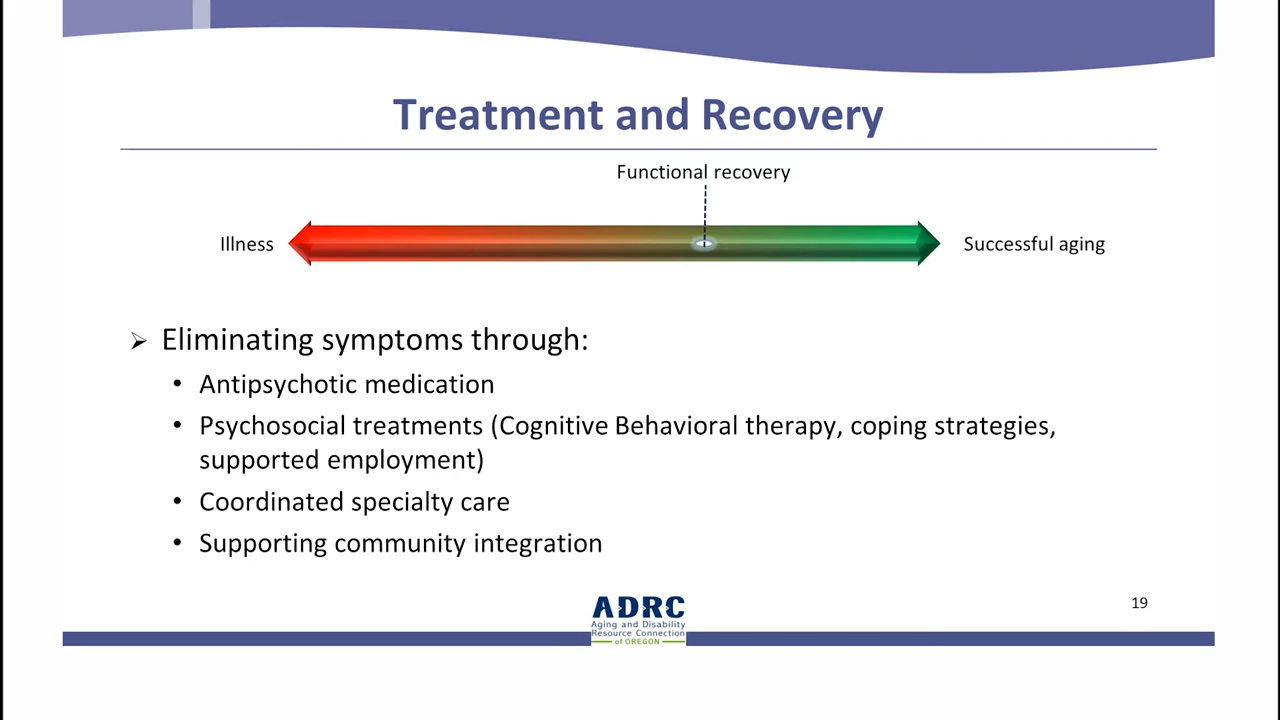 Treatment and Recovery
Functional recovery
Illness
Successful aging
➢ Eliminating symptoms through:
• Antipsychotic medication
• Psychosocial treatments (Cognitive Behavioral therapy, coping strategies,
supported employment)
• Coordinated specialty care
• Supporting community integration
ADRC
Aging and Disability
Resource Connection
of OREGON
19